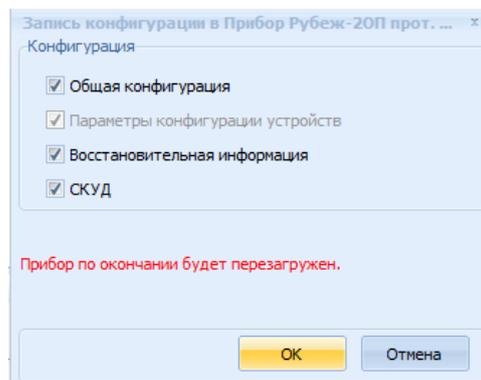 Запись конфигурации в Прибор Рубеж-2ОП прот. ... x
Конфигурация
Общая конфигурация
Параметры конфигурации устройств
Восстановительная информация
СКУД
Прибор по окончании будет перезагружен.
ОК Отмена